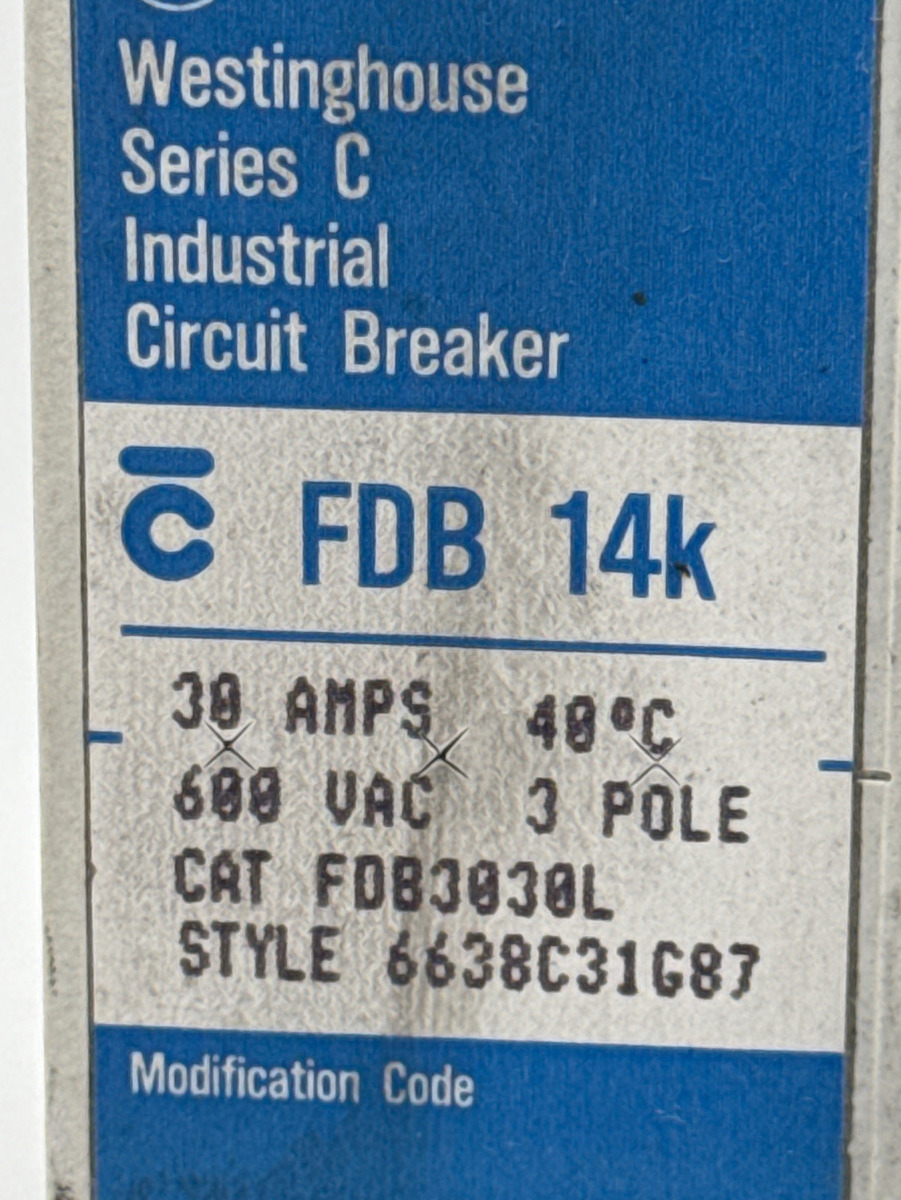 Westinghouse
Series C
Industrial
Circuit Breaker
C FDB 14k
30 AMPS 40°C
600 VAC 3 POLE
CAT FDB3030L
STYLE 6638C31G87
Modification Code